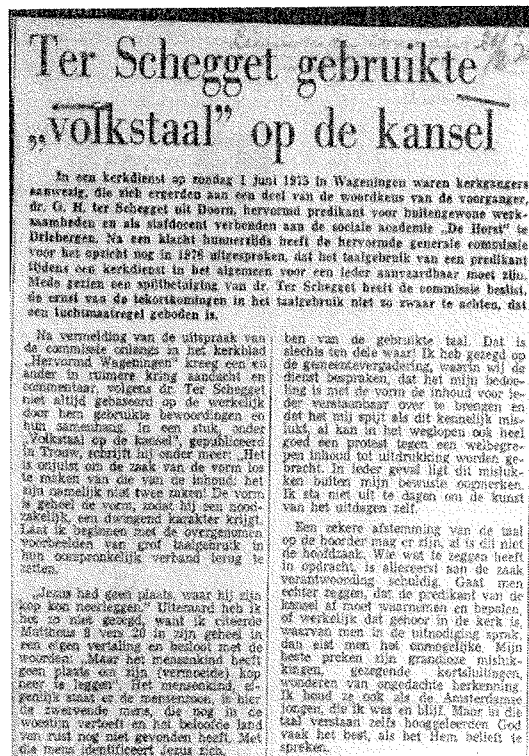 Ter Schegget gebruikte
„volkstaal” op de kansel
In een kerkdienst op zondag 1 juni 1975 in Wageningen waren kerkgangers
aanwezig, die zich ergerden aan een deel van de woordkeus van de voorganger,
dr. G. H. ter Schegget uit Doorn, hervormd predikant voor buitengewone werk-
zaamheden en als stafdocent verbonden aan de sociale academie „De Horst” te
Driebergen. Na een klacht hunnerzijds heeft de hervormde generale commissie
voor het opzicht nog in 1976 uitgesproken, dat het taalgebruik van een predikant
tijdens een kerkdienst in het algemeen voor een ieder aanvaardbaar moet zijn.
Mede gezien een spijtbetuiging van dr. Ter Schegget heeft de commissie beslist,
de ernst van de tekortkomingen in het taalgebruik niet zo zwaar te achten, dat
een tuchtmaatregel geboden is.
Na vermelding van de uitspraak van
de commissie onlangs in het kerkblad
„Hervormd Wageningen” kreeg een en
ander in ruimere kring aandacht en
commentaar, volgens dr. Ter Schegget
niet altijd gebaseerd op de werkelijk
door hem gebruikte bewoordingen en
hun samenhang. In een stuk, onder
„Volkstaal op de kansel”, gepubliceerd
in Trouw, schrijft hij onder meer: „Het
is onjuist om de zaak van de vorm los
te maken van die van de inhoud: het
zijn namelijk niet twee zaken! De vorm
is geheel de vorm, zodat hij een nood-
zakelijk, een dwingend karakter krijgt.
Laat ik beginnen met de overgenomen
voorbeelden van grof taalgebruik in
hun oorspronkelijk verband terug te
zetten.
„Jezus had geen plaats, waar hij zijn
kop kon neerleggen.” Uiteraard heb ik
het zo niet gezegd, want ik citeerde
Mattheus 8 vers 20 in zijn geheel in
een eigen vertaling en besloot met de
woorden: „Maar het mensenkind heeft
geen plaats om zijn (vermoeide) kop
neer te leggen” Het mensenkind, ei-
genlijk staat er de mensenzoon, is hier
de zwervende mens, die nog in de
woestijn vertoeft en het beloofde land
van rust nog niet gevonden heeft. Met
die mens identificeert Jezus zich.
ben van de gebruikte taal. Dat is
slechts ten dele waar! Ik heb gezegd op
de gemeentevergadering, waarin wij de
dienst bespraken, dat het mijn bedoe-
ling is met de vorm de inhoud voor ie-
der verstaanbaar over te brengen en
dat het mij spijt als dit kennelijk mis-
lukt, al kan in het weglopen ook heel
goed een protest tegen een welbegre-
pen inhoud tot uitdrukking worden ge-
bracht. In ieder geval ligt dit misluk-
ken buiten mijn bewuste oogmerken.
Ik sta niet uit te dagen om de kunst
van het uitdagen zelf.
Een zekere afstemming van de taal
op de hoorder mag er zijn, al is dit niet
de hoofdzaak. Wie wat te zeggen heeft
in opdracht, is allereerst aan de zaak
verantwoording schuldig. Gaat men
echter zeggen, dat de predikant van de
kansel af moet waarnemen en bepalen,
of werkelijk dat gehoor in de kerk is,
waarvan men in de uitnodiging sprak,
dan eist men het onmogelijke. Mijn
beste preken zijn grandioze misluk-
kingen, gezegende kortsluitingen,
wonderen van ongedachte herkenning.
Ik houd ze ook als de Amsterdamse
jongen, die ik was en blijf. Maar in die
taal verstaan zelfs hooggeleerden God
vaak het best, als het Hem belieft te
spreken.